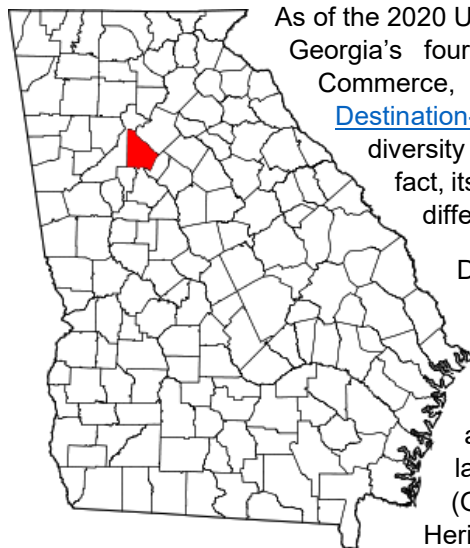 As of the 2020 U
Georgia’s four
Commerce,
Destination-
diversity
fact, its
diffe
D
a
la
(C
Heri